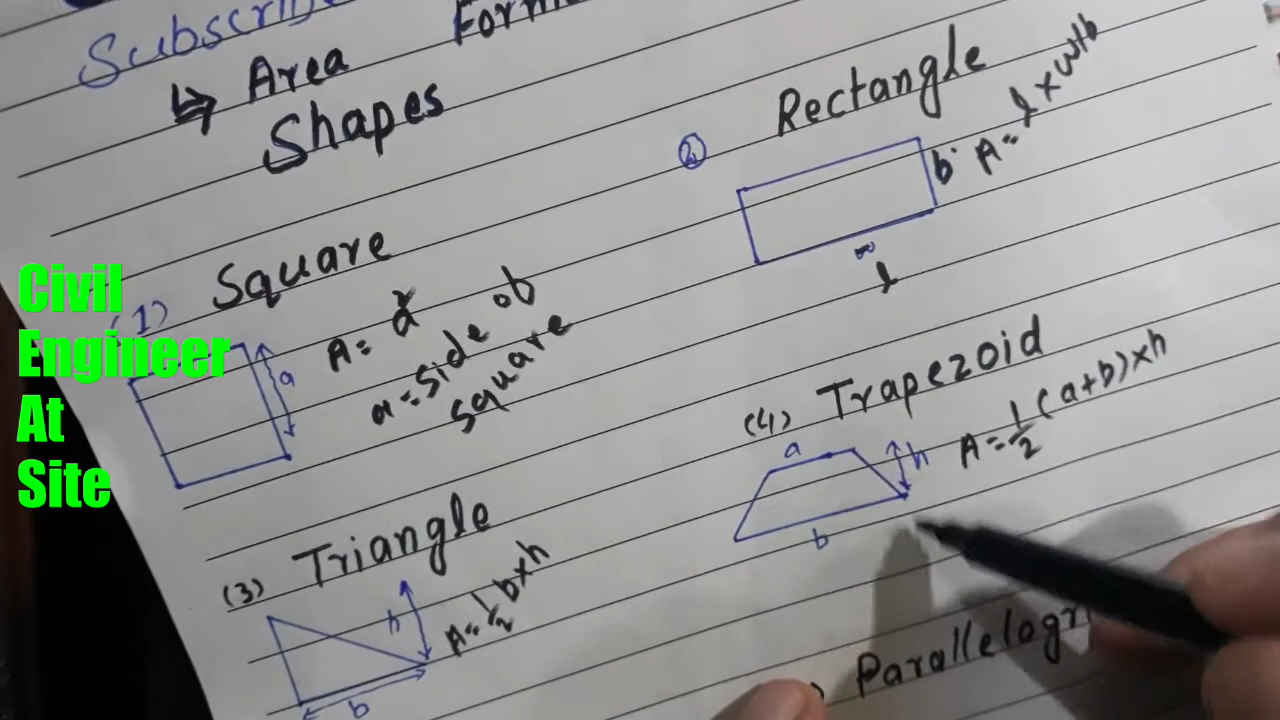 Subscri
↳ Area Form
Shapes
(1) Square
a
A = a²
a = side of
square
② Rectangle
b
l
A = l x wtb
(3) Triangle
h
b
A = ½ b x h
(4) Trapezoid
a
h
b
A = ½ (a+b) x h
) Parallelogr
Civil
Engineer
At
Site